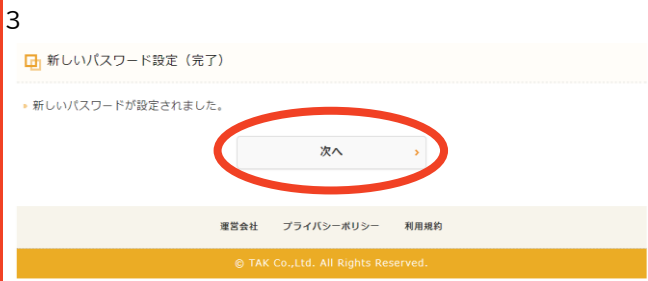 3
新しいパスワード設定（完了）
新しいパスワードが設定されました。
次へ
運営会社 プライバシーポリシー 利用規約
© TAK Co.,Ltd. All Rights Reserved.